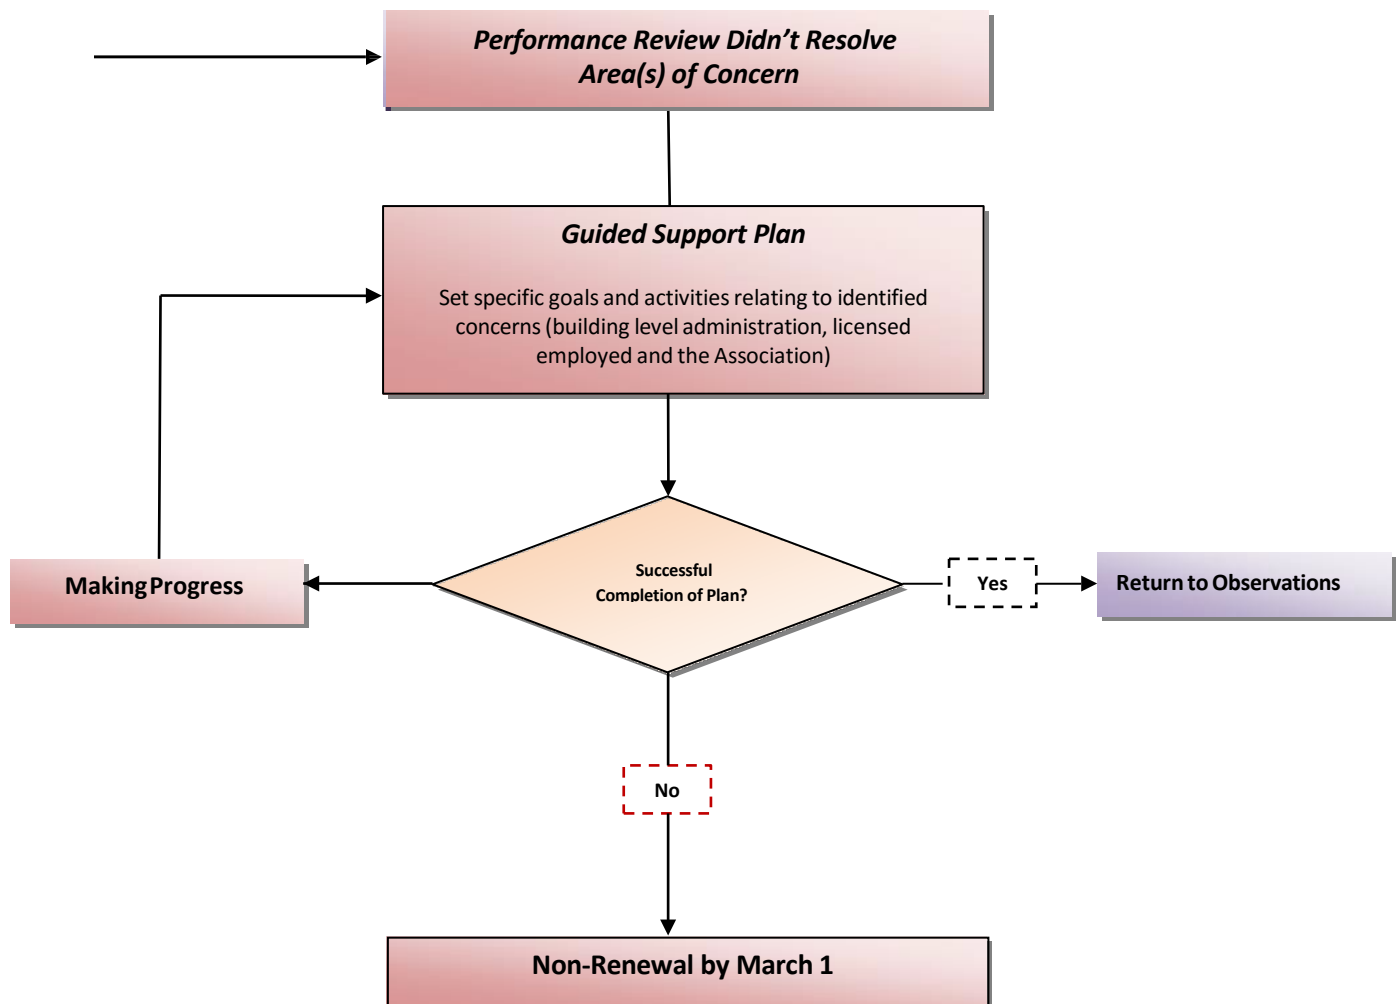 Performance Review Didn’t Resolve
Area(s) of Concern
Guided Support Plan
Set specific goals and activities relating to identified
concerns (building level administration, licensed
employed and the Association)
Successful
Completion of Plan?
Making Progress
Yes
Return to Observations
No
Non-Renewal by March 1